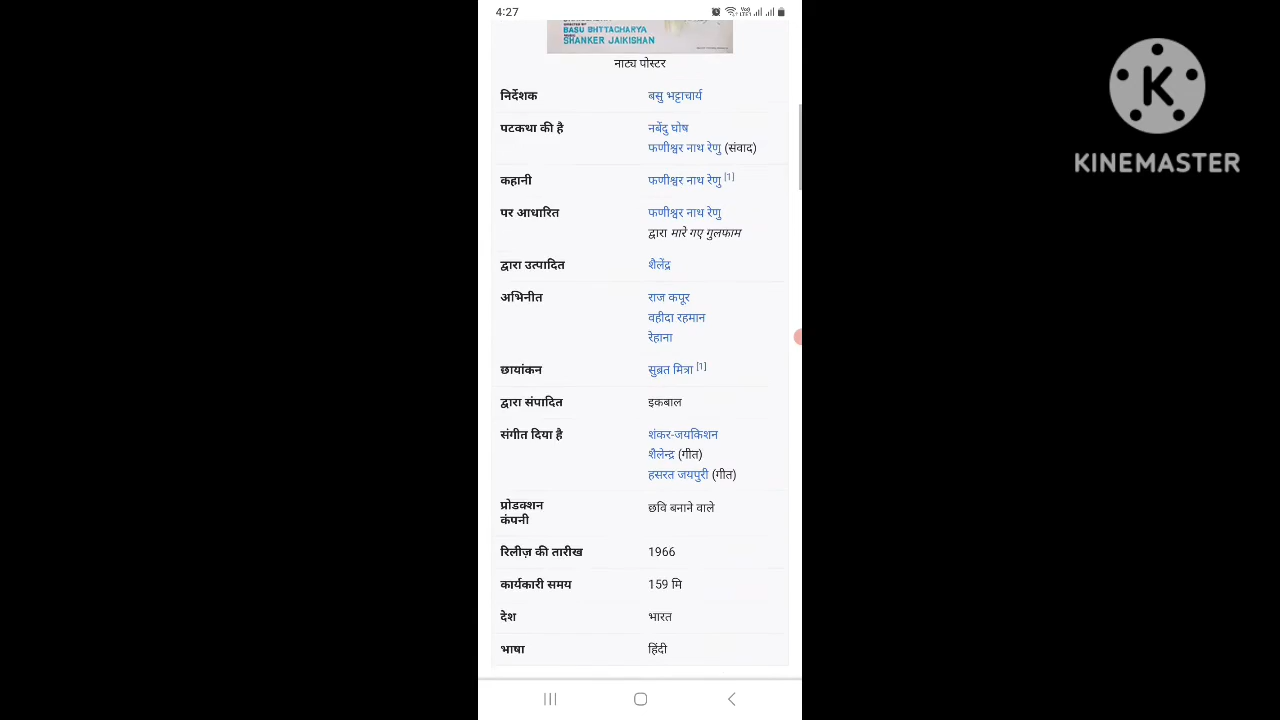 4:27
BASU BHTTACHARYA
SHANKER JAIKISHAN
नाट्य पोस्टर
निर्देशक बसु भट्टाचार्य
पटकथा की है नबेंदु घोष
फणीश्वर नाथ रेणु (संवाद)
कहानी फणीश्वर नाथ रेणु [1]
पर आधारित फणीश्वर नाथ रेणु
द्वारा मारे गए गुलफाम
द्वारा उत्पादित शैलेंद्र
अभिनीत राज कपूर
वहीदा रहमान
रेहाना
छायांकन सुब्रत मित्रा [1]
द्वारा संपादित इकबाल
संगीत दिया है शंकर-जयकिशन
शैलेन्द्र (गीत)
हसरत जयपुरी (गीत)
प्रोडक्शन
कंपनी छवि बनाने वाले
रिलीज़ की तारीख 1966
कार्यकारी समय 159 मि
देश भारत
भाषा हिंदी
K
KINEMASTER